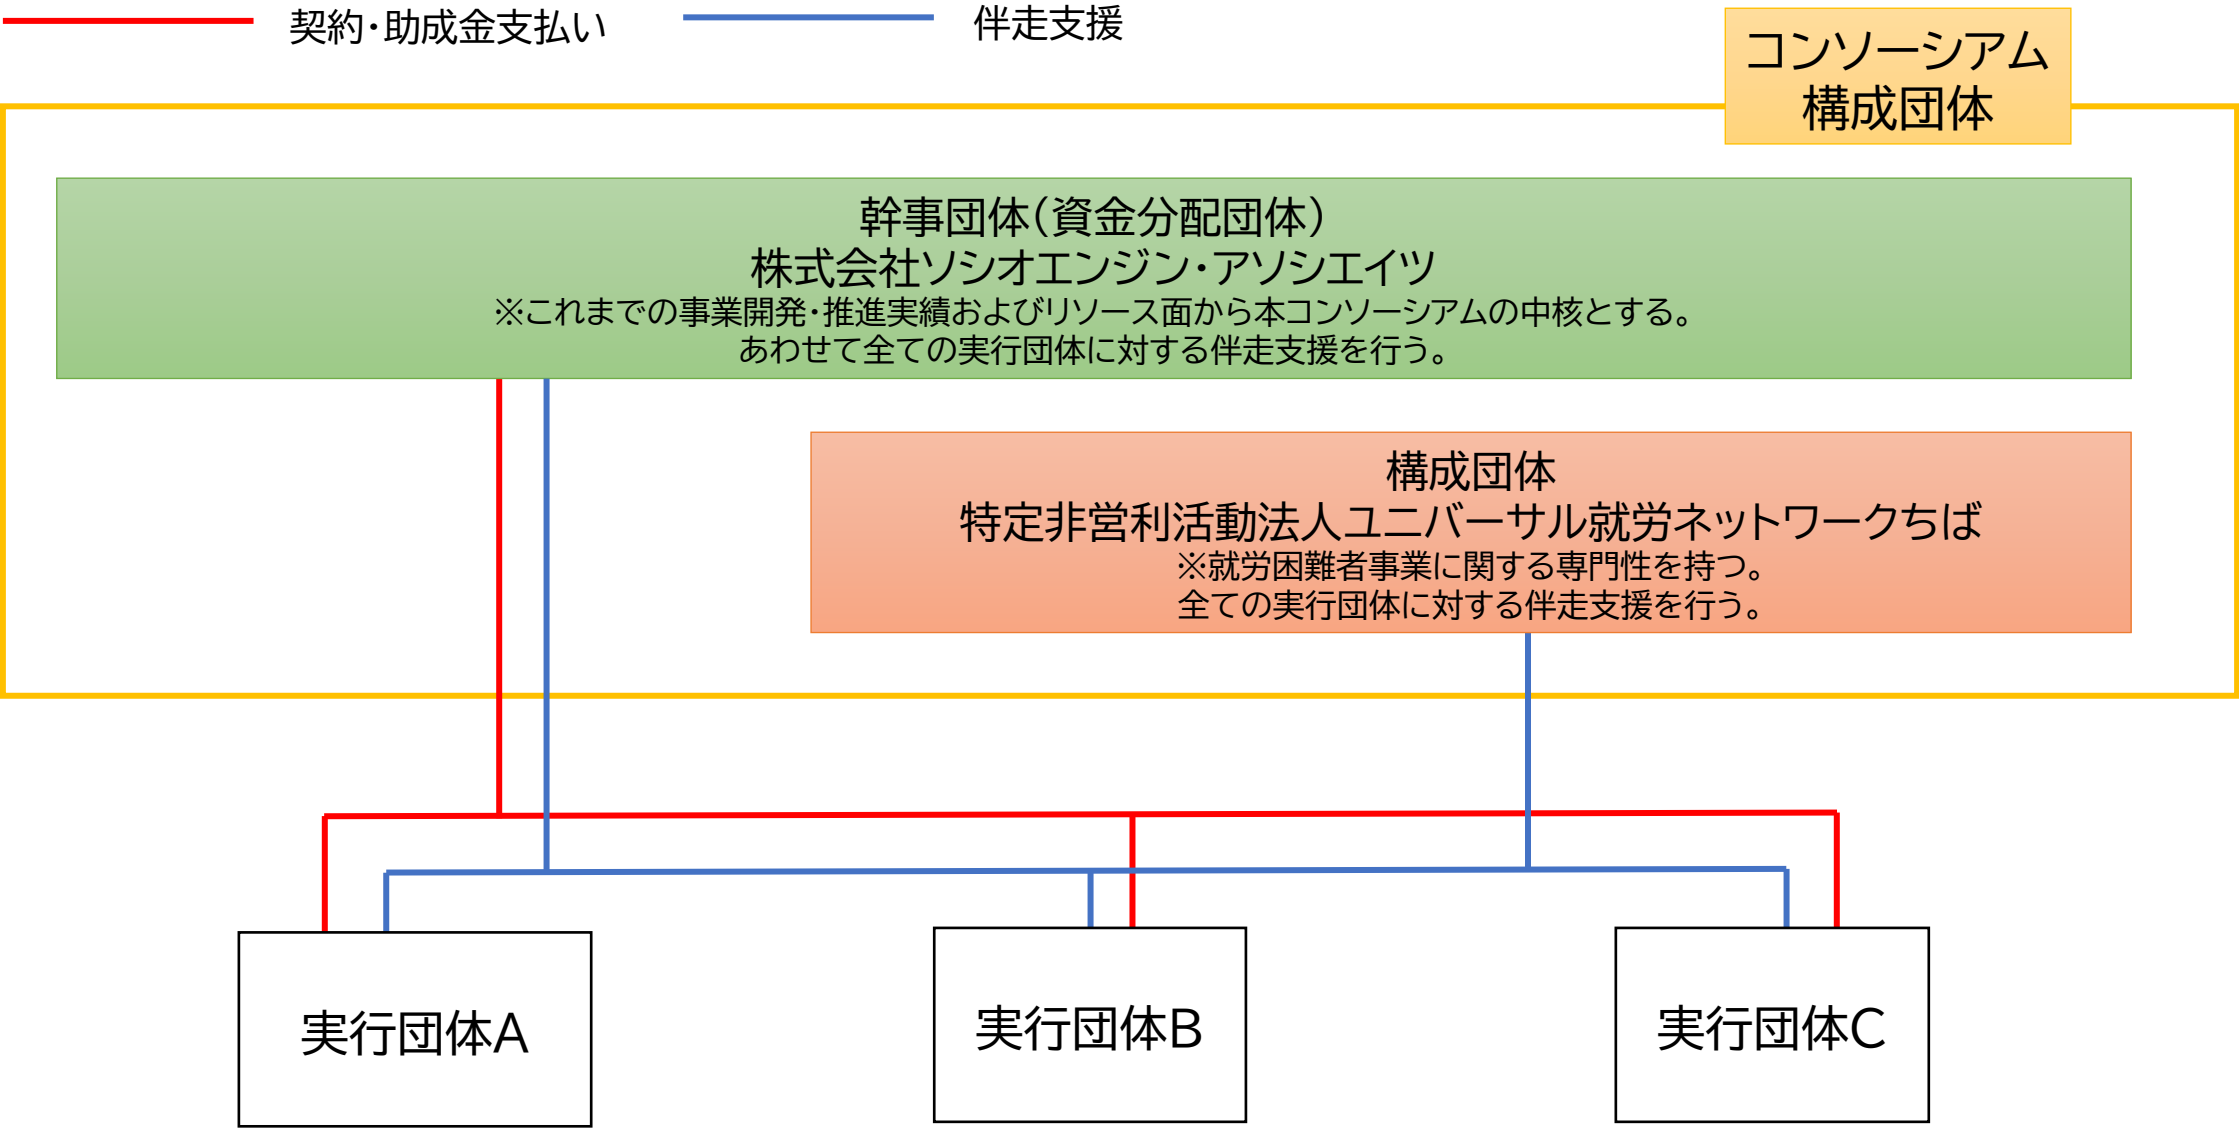 契約・助成金支払い
伴走支援
コンソーシアム
構成団体
幹事団体（資金分配団体）
株式会社ソシオエンジン・アソシエイツ
※これまでの事業開発・推進実績およびリソース面から本コンソーシアムの中核とする。
あわせて全ての実行団体に対する伴走支援を行う。
構成団体
特定非営利活動法人ユニバーサル就労ネットワークちば
※就労困難者事業に関する専門性を持つ。
全ての実行団体に対する伴走支援を行う。
実行団体A
実行団体B
実行団体C